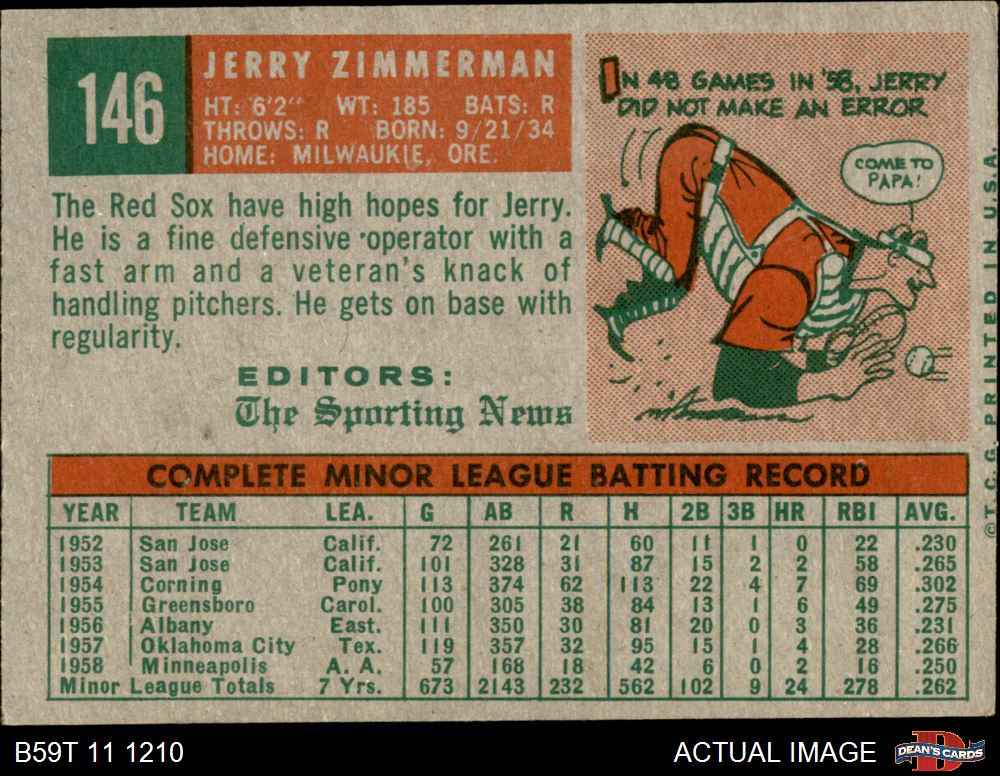 146
JERRY ZIMMERMAN
HT: 6'2" WT: 185 BATS: R
THROWS: R BORN: 9/21/34
HOME: MILWAUKIE, ORE.
The Red Sox have high hopes for Jerry.
He is a fine defensive operator with a
fast arm and a veteran's knack of
handling pitchers. He gets on base with
regularity.
EDITORS:
The Sporting News
IN 48 GAMES IN '58, JERRY
DID NOT MAKE AN ERROR
COME TO
PAPA!
© T.C.G. PRINTED IN U.S.A.
COMPLETE MINOR LEAGUE BATTING RECORD
YEAR TEAM LEA. G AB R H 2B 3B HR RBI AVG.
1952 San Jose Calif. 72 261 21 60 11 1 0 22 .230
1953 San Jose Calif. 101 328 31 87 15 2 2 58 .265
1954 Corning Pony 113 374 62 113 22 4 7 69 .302
1955 Greensboro Carol. 100 305 38 84 13 1 6 49 .275
1956 Albany East. 111 350 30 81 20 0 3 36 .231
1957 Oklahoma City Tex. 119 357 32 95 15 1 4 28 .266
1958 Minneapolis A. A. 57 168 18 42 6 0 2 16 .250
Minor League Totals 7 Yrs. 673 2143 232 562 102 9 24 278 .262
B59T 11 1210
ACTUAL IMAGE
DEAN'S CARDS